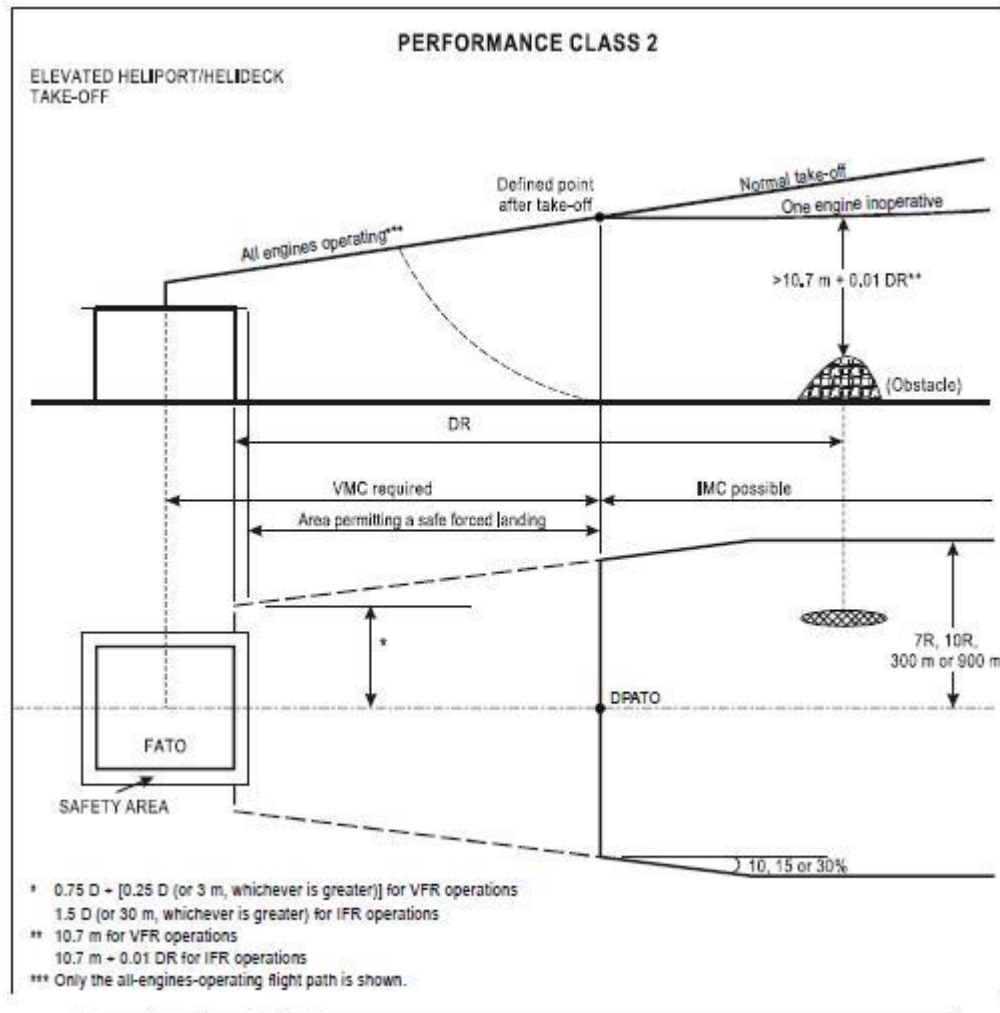 PERFORMANCE CLASS 2
ELEVATED HELIPORT/HELIDECK
TAKE-OFF
Defined point
after take-off
Normal take-off
One engine inoperative
All engines operating***
>10.7 m + 0.01 DR**
(Obstacle)
DR
VMC required
IMC possible
Area permitting a safe forced landing
*
7R, 10R,
300 m or 900 m
DPATO
FATO
SAFETY AREA
10, 15 or 30%
* 0.75 D + [0.25 D (or 3 m, whichever is greater)] for VFR operations
1.5 D (or 30 m, whichever is greater) for IFR operations
** 10.7 m for VFR operations
10.7 m + 0.01 DR for IFR operations
*** Only the all-engines-operating flight path is shown.